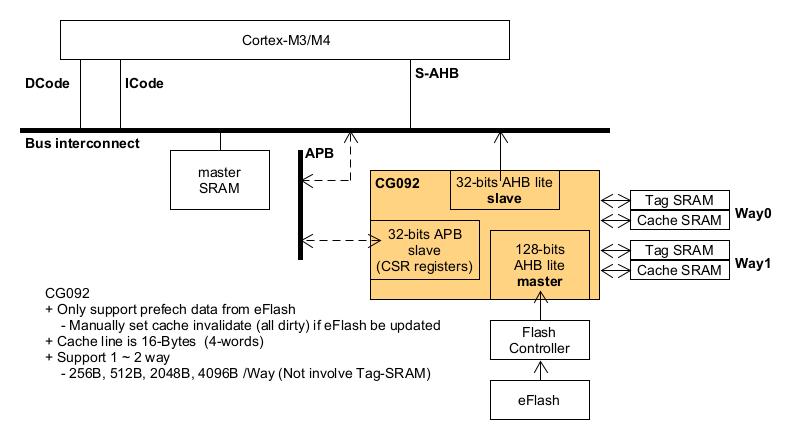 Cortex-M3/M4
DCode
ICode
S-AHB
Bus interconnect
master
SRAM
APB
CG092
32-bits AHB lite
slave
32-bits APB
slave
(CSR registers)
128-bits
AHB lite
master
Tag SRAM
Cache SRAM
Way0
Tag SRAM
Cache SRAM
Way1
Flash
Controller
eFlash
CG092
+ Only support prefech data from eFlash
- Manually set cache invalidate (all dirty) if eFlash be updated
+ Cache line is 16-Bytes (4-words)
+ Support 1 ~ 2 way
- 256B, 512B, 2048B, 4096B /Way (Not involve Tag-SRAM)